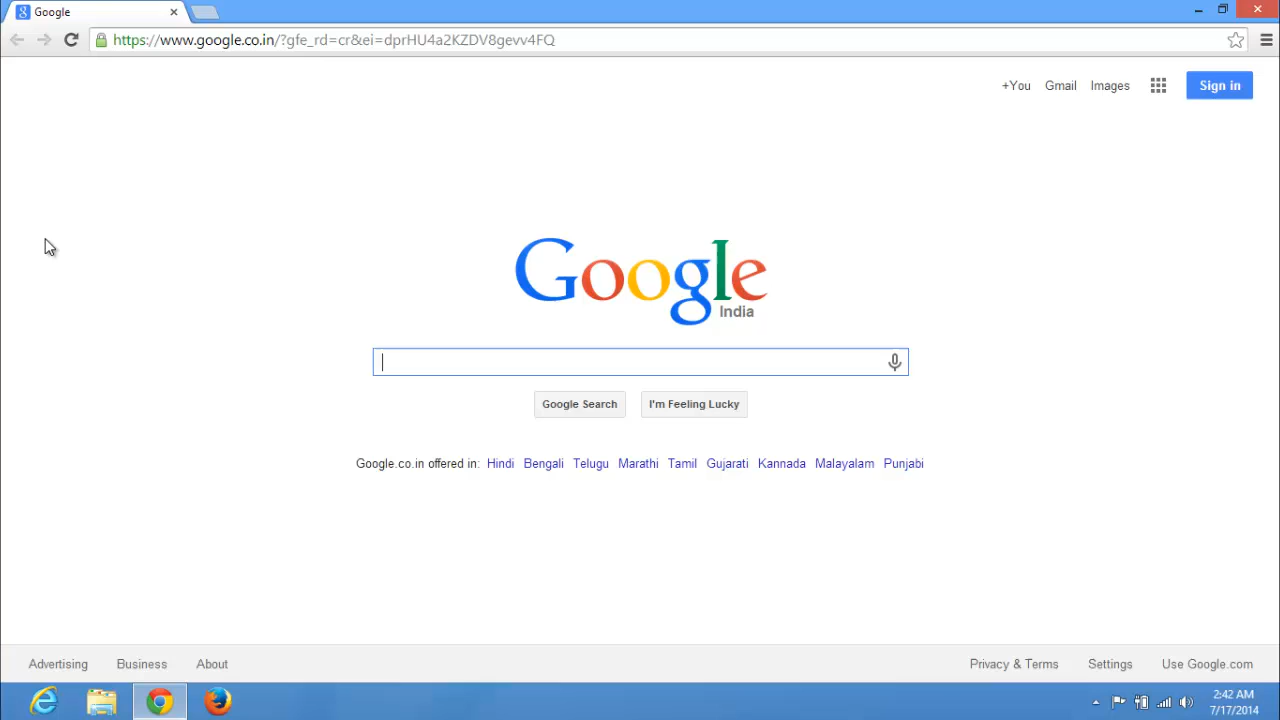 Google
https://www.google.co.in/?gfe_rd=cr&ei=dprHU4a2KZDV8gevv4FQ
+You Gmail Images Sign in
Google
India
Google Search I'm Feeling Lucky
Google.co.in offered in: Hindi Bengali Telugu Marathi Tamil Gujarati Kannada Malayalam Punjabi
Advertising Business About Privacy & Terms Settings Use Google.com
2:42 AM
7/17/2014